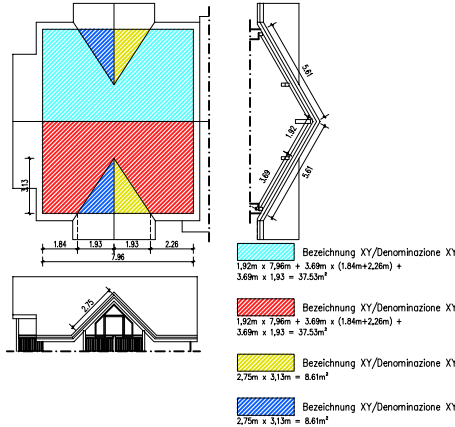 5.61
1.92
3.69
5.61
3.13
1.84 1.93 1.93 2.26
7.96
2.75
Bezeichnung XY/Denominazione XY
1,92m x 7,96m + 3.69m x (1.84m+2,26m) +
3.69m x 1,93 = 37.53m²
Bezeichnung XY/Denominazione XY
1,92m x 7,96m + 3.69m x (1.84m+2,26m) +
3.69m x 1,93 = 37.53m²
Bezeichnung XY/Denominazione XY
2,75m x 3,13m = 8.61m²
Bezeichnung XY/Denominazione XY
2,75m x 3,13m = 8.61m²